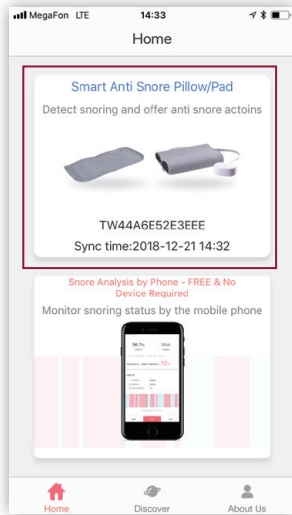 MegaFon LTE 14:33
Home
Smart Anti Snore Pillow/Pad
Detect snoring and offer anti snore actoins
TW44A6E52E3EEE
Sync time:2018-12-21 14:32
Snore Analysis by Phone - FREE & No
Device Required
Monitor snoring status by the mobile phone
Home Discover About Us